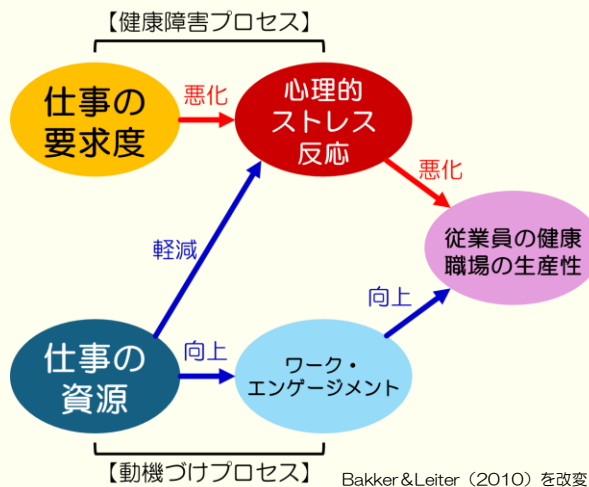 【健康障害プロセス】
仕事の
要求度
悪化
心理的
ストレス
反応
悪化
従業員の健康
職場の生産性
軽減
向上
仕事の
資源
向上
ワーク・
エンゲージメント
【動機づけプロセス】
Bakker&Leiter（2010）を改変